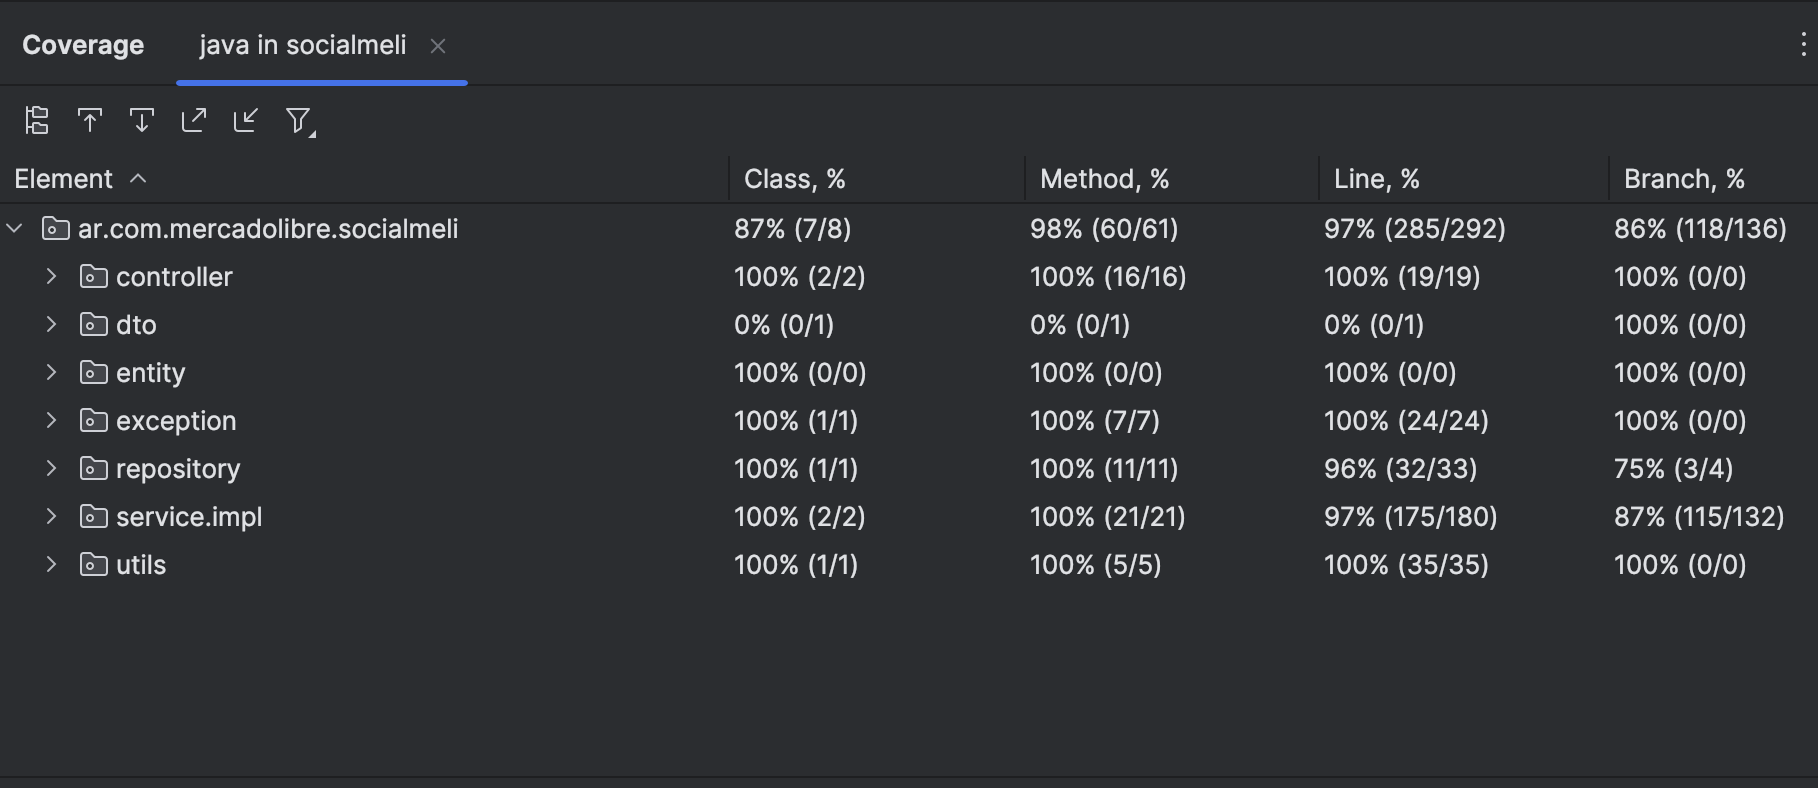 Coverage java in socialmeli
Element Class, % Method, % Line, % Branch, %
ar.com.mercadolibre.socialmeli 87% (7/8) 98% (60/61) 97% (285/292) 86% (118/136)
controller 100% (2/2) 100% (16/16) 100% (19/19) 100% (0/0)
dto 0% (0/1) 0% (0/1) 0% (0/1) 100% (0/0)
entity 100% (0/0) 100% (0/0) 100% (0/0) 100% (0/0)
exception 100% (1/1) 100% (7/7) 100% (24/24) 100% (0/0)
repository 100% (1/1) 100% (11/11) 96% (32/33) 75% (3/4)
service.impl 100% (2/2) 100% (21/21) 97% (175/180) 87% (115/132)
utils 100% (1/1) 100% (5/5) 100% (35/35) 100% (0/0)